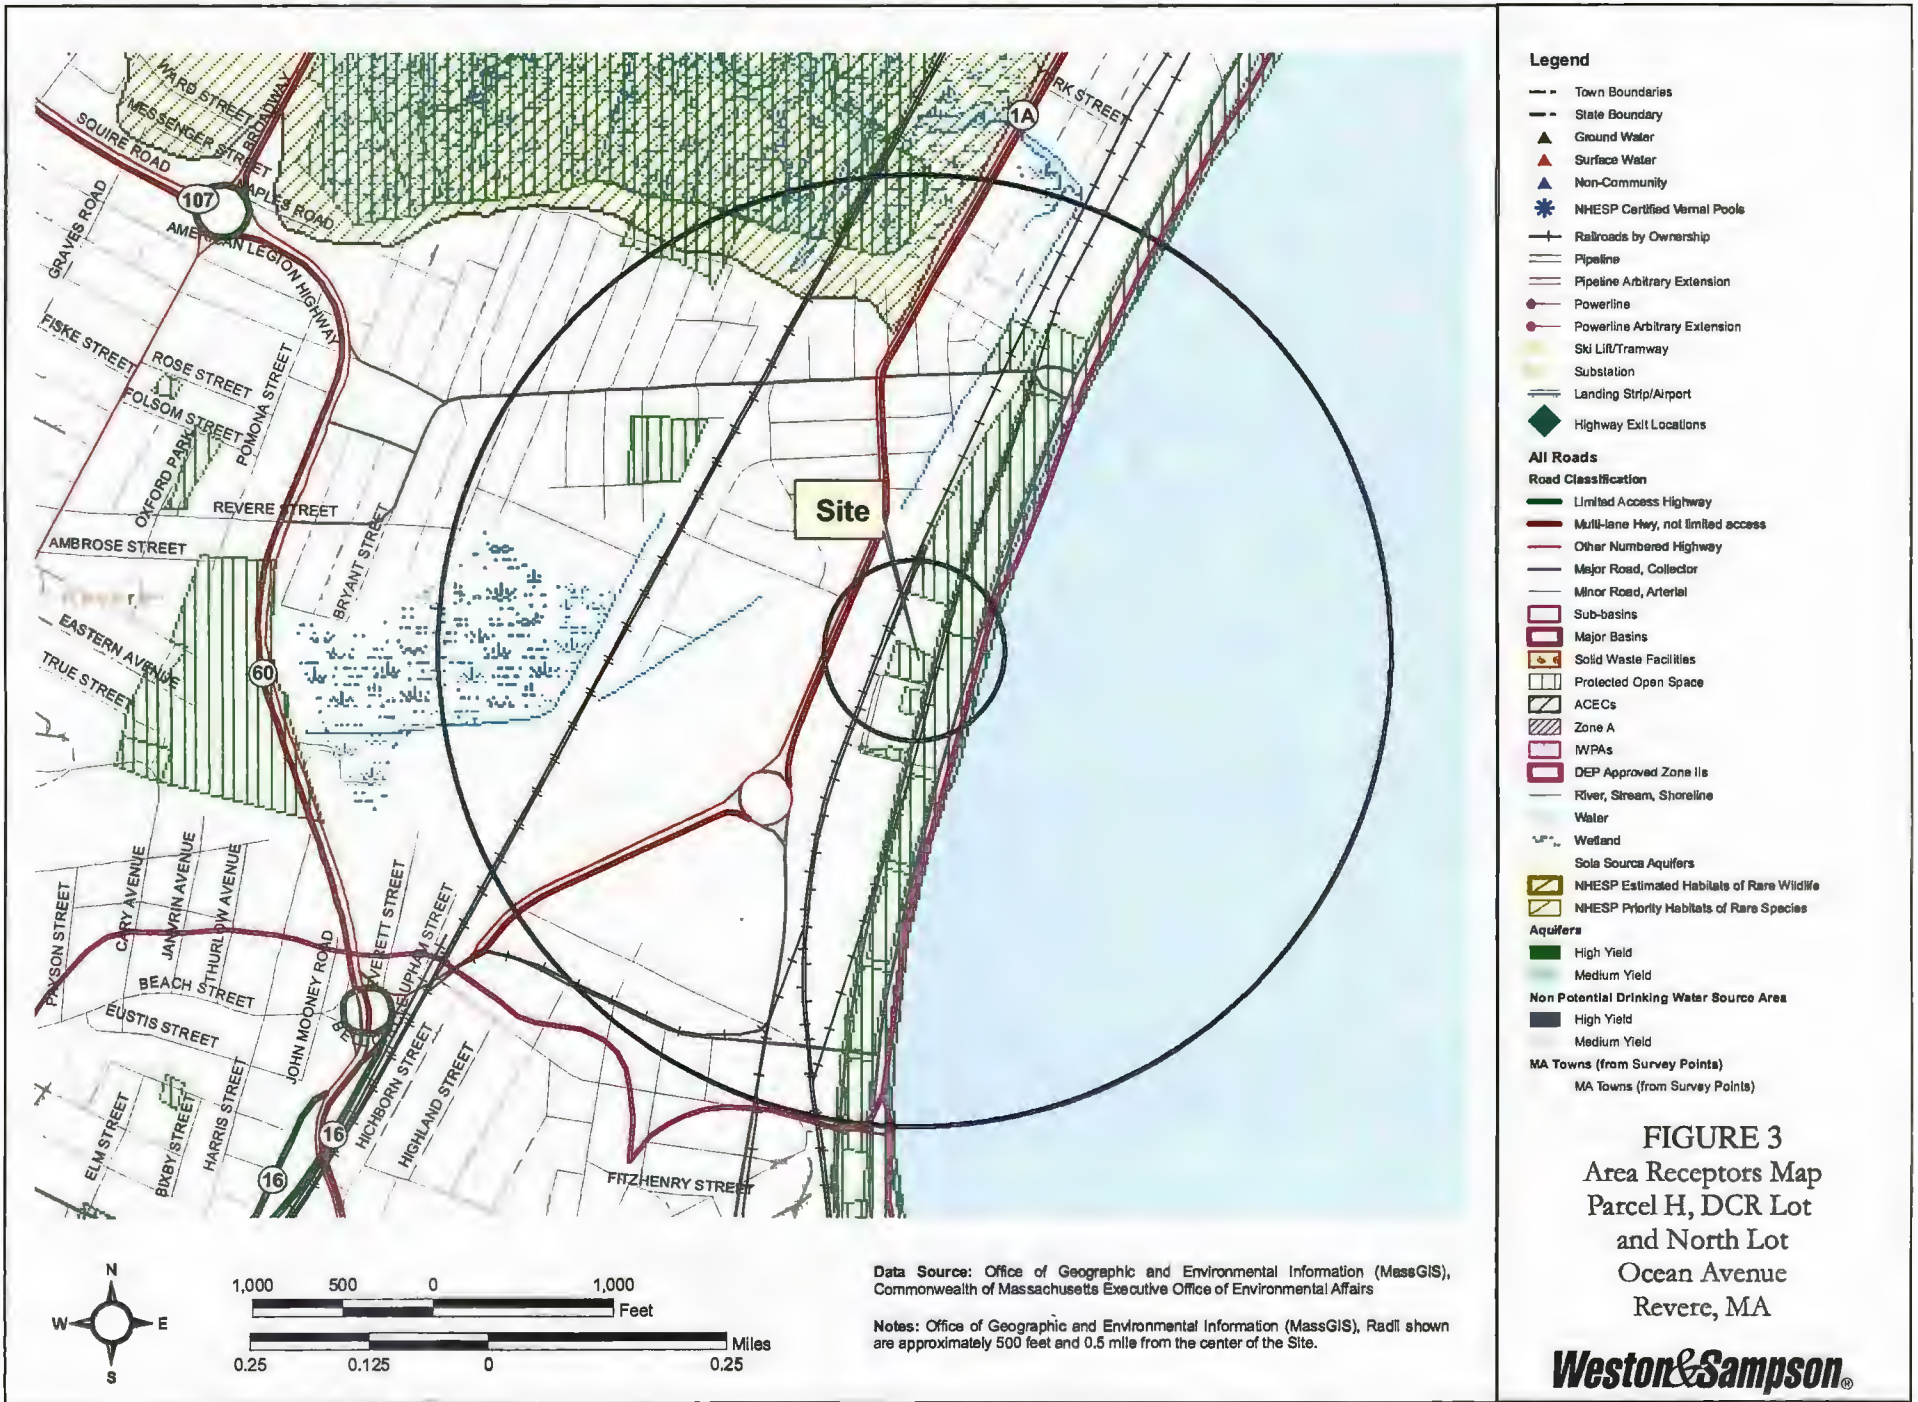 WARD STREET
MESSENGER STREET
BROADWAY
SQUIRE ROAD
107
APLES ROAD
AMERICAN LEGION HIGHWAY
GRAVES ROAD
1A
YORK STREET
FISKE STREET
ROSE STREET
FOLSOM STREET
POMONA STREET
OXFORD PARK
REVERE STREET
AMBROSE STREET
BRYANT STREET
Site
EASTERN AVENUE
TRUE STREET
60
PAYSON STREET
CARY AVENUE
JANVRIN AVENUE
THURLOW AVENUE
BEACH STREET
EUSTIS STREET
JOHN MOONEY ROAD
EVERETT STREET
UPHAM STREET
HICHBORN STREET
HIGHLAND STREET
HARRIS STREET
ELM STREET
BIXBY STREET
16
16
FITZHENRY STREET
N
W E
S
1,000 500 0 1,000
Feet
Miles
0.25 0.125 0 0.25
Data Source: Office of Geographic and Environmental Information (MassGIS),
Commonwealth of Massachusetts Executive Office of Environmental Affairs
Notes: Office of Geographic and Environmental Information (MassGIS), Radii shown
are approximately 500 feet and 0.5 mile from the center of the Site.
Legend
Town Boundaries
State Boundary
Ground Water
Surface Water
Non-Community
NHESP Certified Vernal Pools
Railroads by Ownership
Pipeline
Pipeline Arbitrary Extension
Powerline
Powerline Arbitrary Extension
Ski Lift/Tramway
Substation
Landing Strip/Airport
Highway Exit Locations
All Roads
Road Classification
Limited Access Highway
Multi-lane Hwy, not limited access
Other Numbered Highway
Major Road, Collector
Minor Road, Arterial
Sub-basins
Major Basins
Solid Waste Facilities
Protected Open Space
ACECs
Zone A
IWPAs
DEP Approved Zone IIs
River, Stream, Shoreline
Water
Wetland
Sole Source Aquifers
NHESP Estimated Habitats of Rare Wildlife
NHESP Priority Habitats of Rare Species
Aquifers
High Yield
Medium Yield
Non Potential Drinking Water Source Area
High Yield
Medium Yield
MA Towns (from Survey Points)
MA Towns (from Survey Points)
FIGURE 3
Area Receptors Map
Parcel H, DCR Lot
and North Lot
Ocean Avenue
Revere, MA
Weston&Sampson®